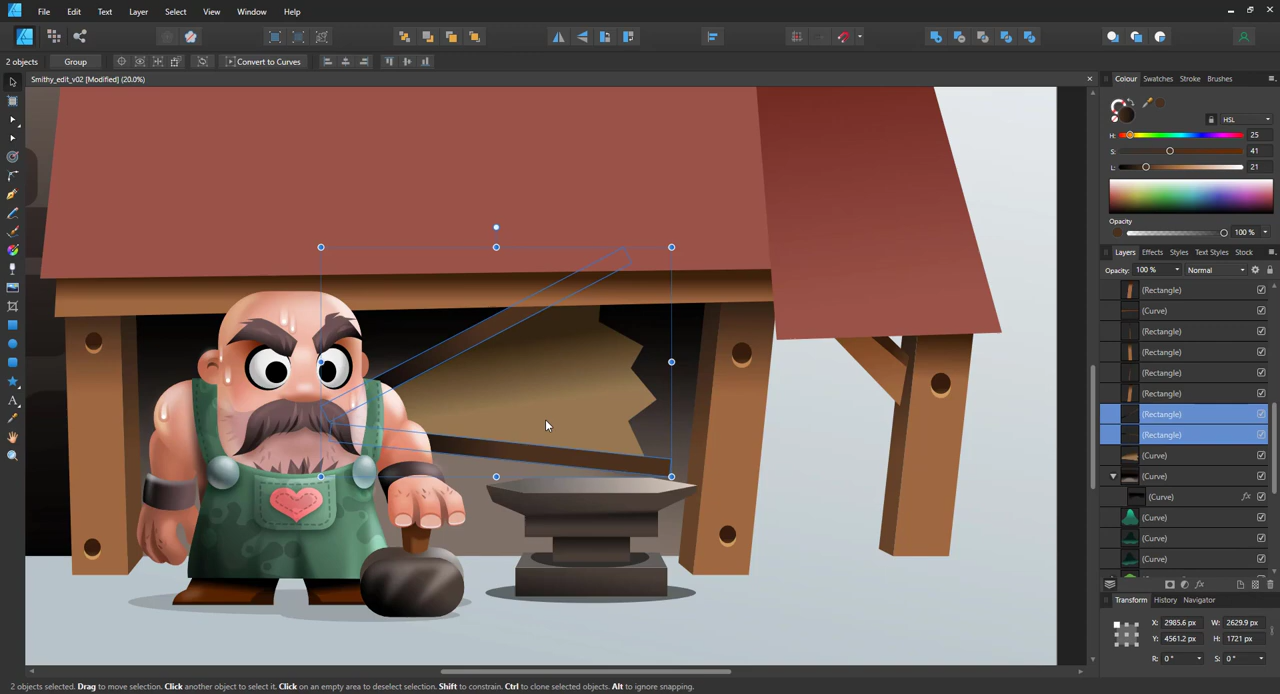 File Edit Text Layer Select View Window Help
2 objects Group Convert to Curves
Smithy_edit_v02 [Modified] (20.0%)
Colour Swatches Stroke Brushes
HSL
H: 25
S: 41
L: 21
Opacity
100 %
Layers Effects Styles Text Styles Stock
Opacity: 100 % Normal
(Rectangle)
(Curve)
(Rectangle)
(Rectangle)
(Rectangle)
(Rectangle)
(Rectangle)
(Rectangle)
(Curve)
(Curve)
(Curve) fx
(Curve)
(Curve)
(Curve)
fx
Transform History Navigator
X: 2985.6 px W: 2629.9 px
Y: 4561.2 px H: 1721 px
R: 0 ° S: 0 °
2 objects selected. Drag to move selection. Click another object to select it. Click on an empty area to deselect selection. Shift to constrain. Ctrl to clone selected objects. Alt to ignore snapping.